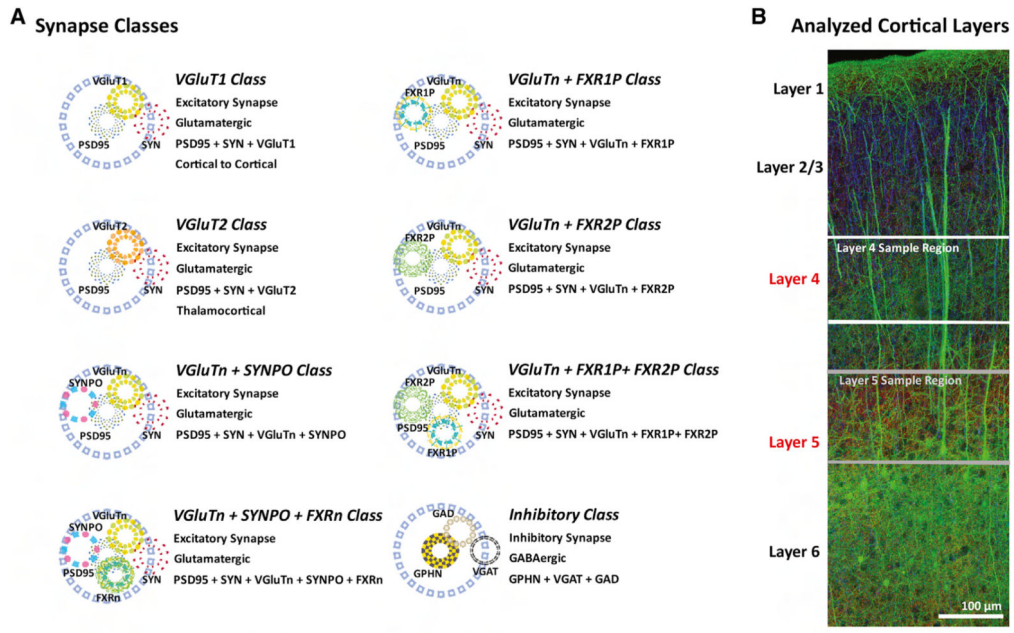 A
Synapse Classes
VGluT1
PSD95
SYN
VGluT1 Class
Excitatory Synapse
Glutamatergic
PSD95 + SYN + VGluT1
Cortical to Cortical
VGluTn
FXR1P
PSD95
SYN
VGluTn + FXR1P Class
Excitatory Synapse
Glutamatergic
PSD95 + SYN + VGluTn + FXR1P
VGluT2
PSD95
SYN
VGluT2 Class
Excitatory Synapse
Glutamatergic
PSD95 + SYN + VGluT2
Thalamocortical
VGluTn
FXR2P
PSD95
SYN
VGluTn + FXR2P Class
Excitatory Synapse
Glutamatergic
PSD95 + SYN + VGluTn + FXR2P
VGluTn
SYNPO
PSD95
SYN
VGluTn + SYNPO Class
Excitatory Synapse
Glutamatergic
PSD95 + SYN + VGluTn + SYNPO
VGluTn
FXR2P
PSD95
SYN
FXR1P
VGluTn + FXR1P+ FXR2P Class
Excitatory Synapse
Glutamatergic
PSD95 + SYN + VGluTn + FXR1P+ FXR2P
VGluTn
SYNPO
PSD95
SYN
FXRn
VGluTn + SYNPO + FXRn Class
Excitatory Synapse
Glutamatergic
PSD95 + SYN + VGluTn + SYNPO + FXRn
GAD
GPHN
VGAT
Inhibitory Class
Inhibitory Synapse
GABAergic
GPHN + VGAT + GAD
B
Analyzed Cortical Layers
Layer 1
Layer 2/3
Layer 4 Sample Region
Layer 4
Layer 5 Sample Region
Layer 5
Layer 6
100 µm